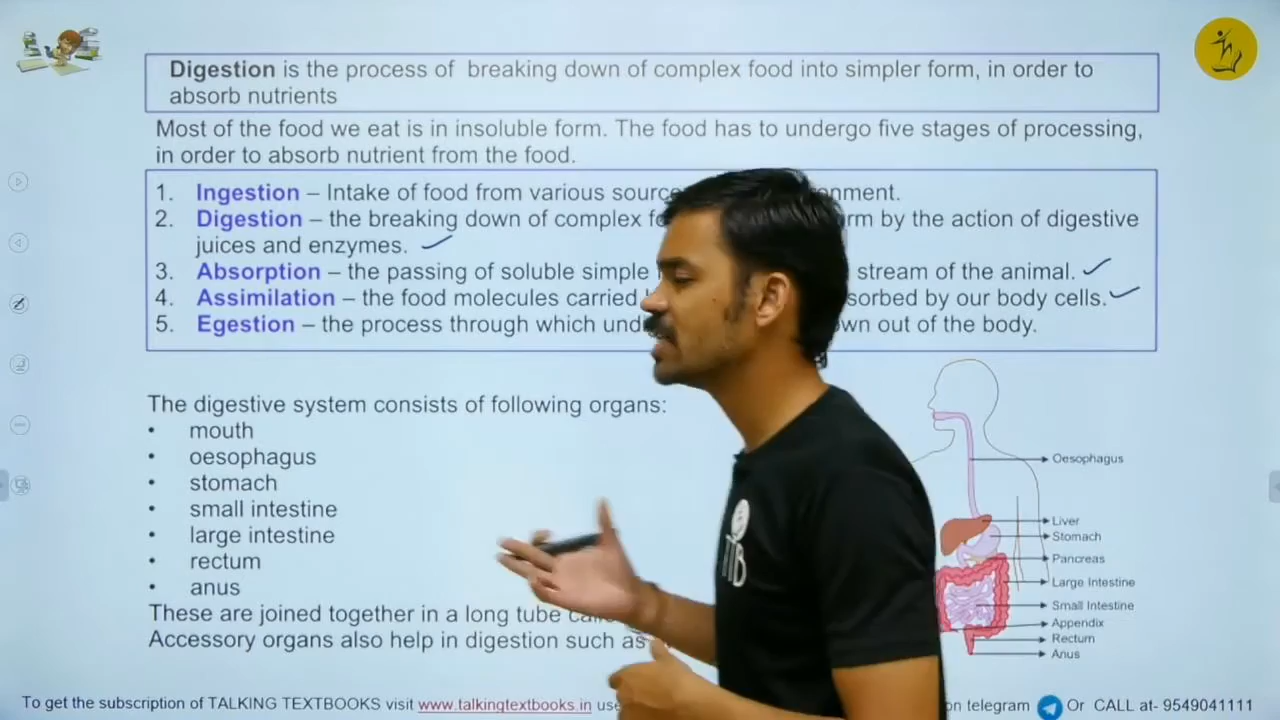 Digestion is the process of breaking down of complex food into simpler form, in order to
absorb nutrients
Most of the food we eat is in insoluble form. The food has to undergo five stages of processing,
in order to absorb nutrient from the food.
1. Ingestion – Intake of food from various
2. Digestion – the breaking down of complex by the action of digestive
juices and enzymes.
3. Absorption – the passing of soluble simple stream of the animal.
4. Assimilation – the food molecules carried by our body cells.
5. Egestion – the process through which out of the body.
The digestive system consists of following organs:
• mouth
• oesophagus
• stomach
• small intestine
• large intestine
• rectum
• anus
These are joined together in a long tube
Accessory organs also help in digestion such as
Oesophagus
Liver
Stomach
Pancreas
Large Intestine
Small Intestine
Appendix
Rectum
Anus
TTB
To get the subscription of TALKING TEXTBOOKS visit www.talkingtextbooks.in on telegram Or CALL at- 9549041111